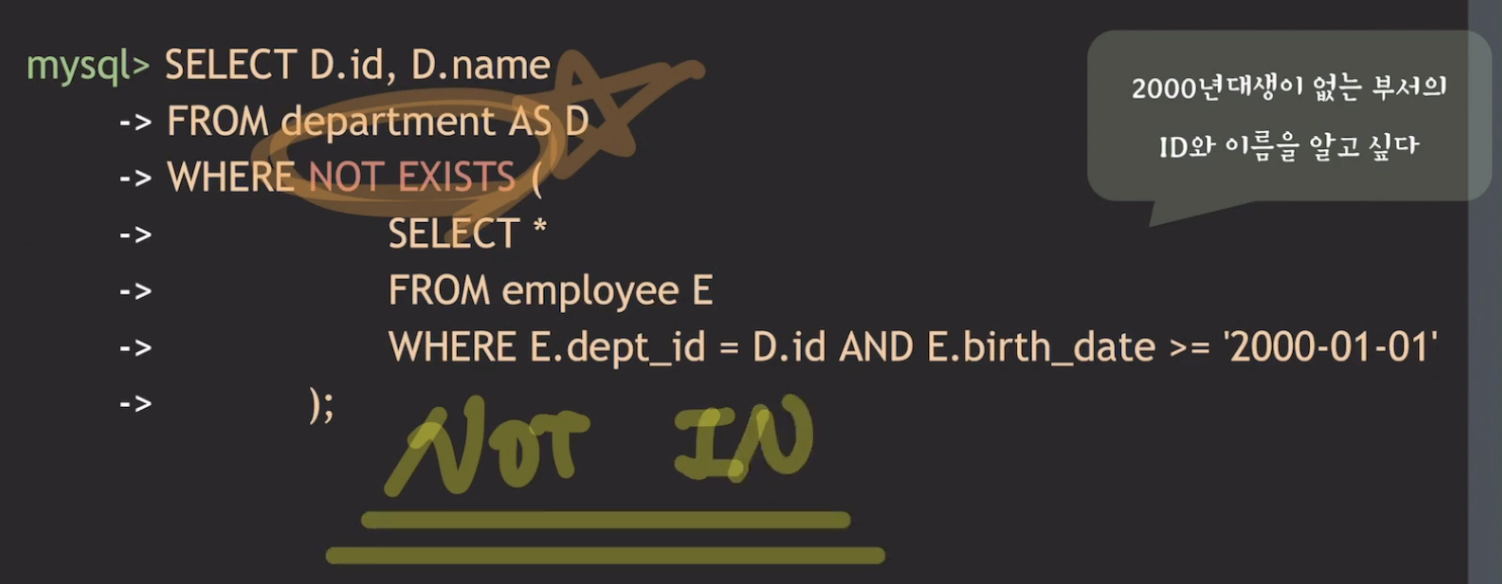 mysql> SELECT D.id, D.name
-> FROM department AS D
-> WHERE NOT EXISTS (
-> SELECT *
-> FROM employee E
-> WHERE E.dept_id = D.id AND E.birth_date >= '2000-01-01'
-> );
2000년대생이 없는 부서의
ID와 이름을 알고 싶다
NOT IN